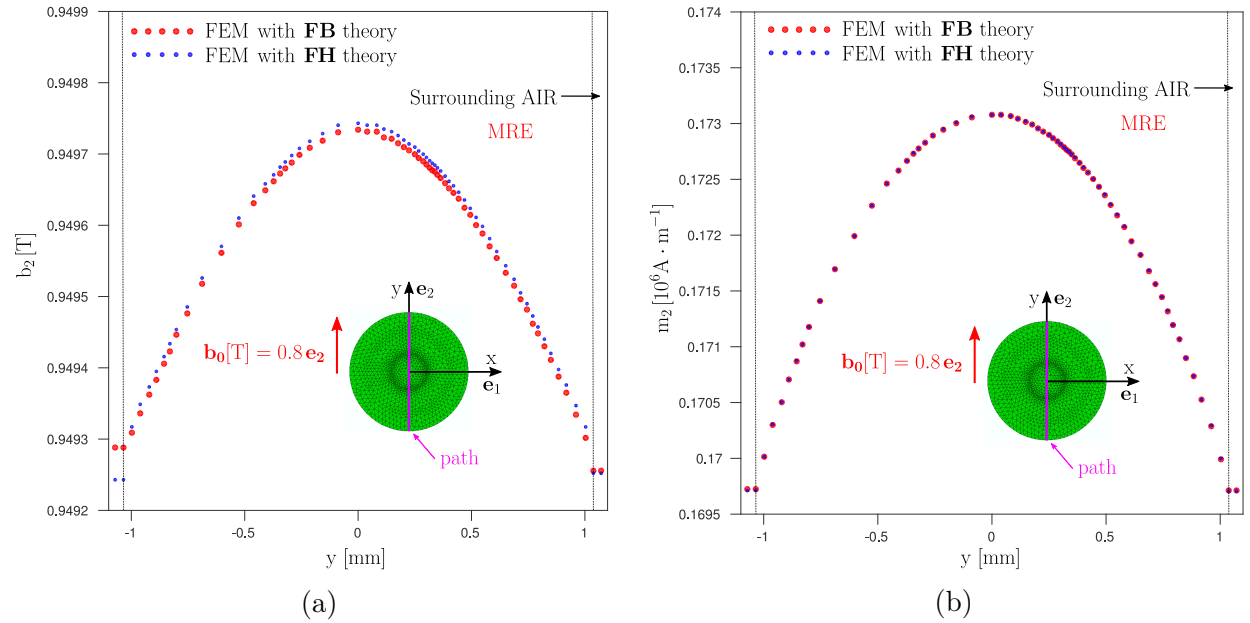 FEM with FB theory
FEM with FH theory
Surrounding AIR
MRE
b₂ [T]
0.9499
0.9498
0.9497
0.9496
0.9495
0.9494
0.9493
0.9492
y e₂
b₀[T] = 0.8 e₂
x
e₁
path
-1 -0.5 0 0.5 1
y [mm]
(a)
FEM with FB theory
FEM with FH theory
Surrounding AIR
MRE
m₂ [10⁶A · m⁻¹]
0.174
0.1735
0.173
0.1725
0.172
0.1715
0.171
0.1705
0.17
0.1695
y e₂
b₀[T] = 0.8 e₂
x
e₁
path
-1 -0.5 0 0.5 1
y [mm]
(b)